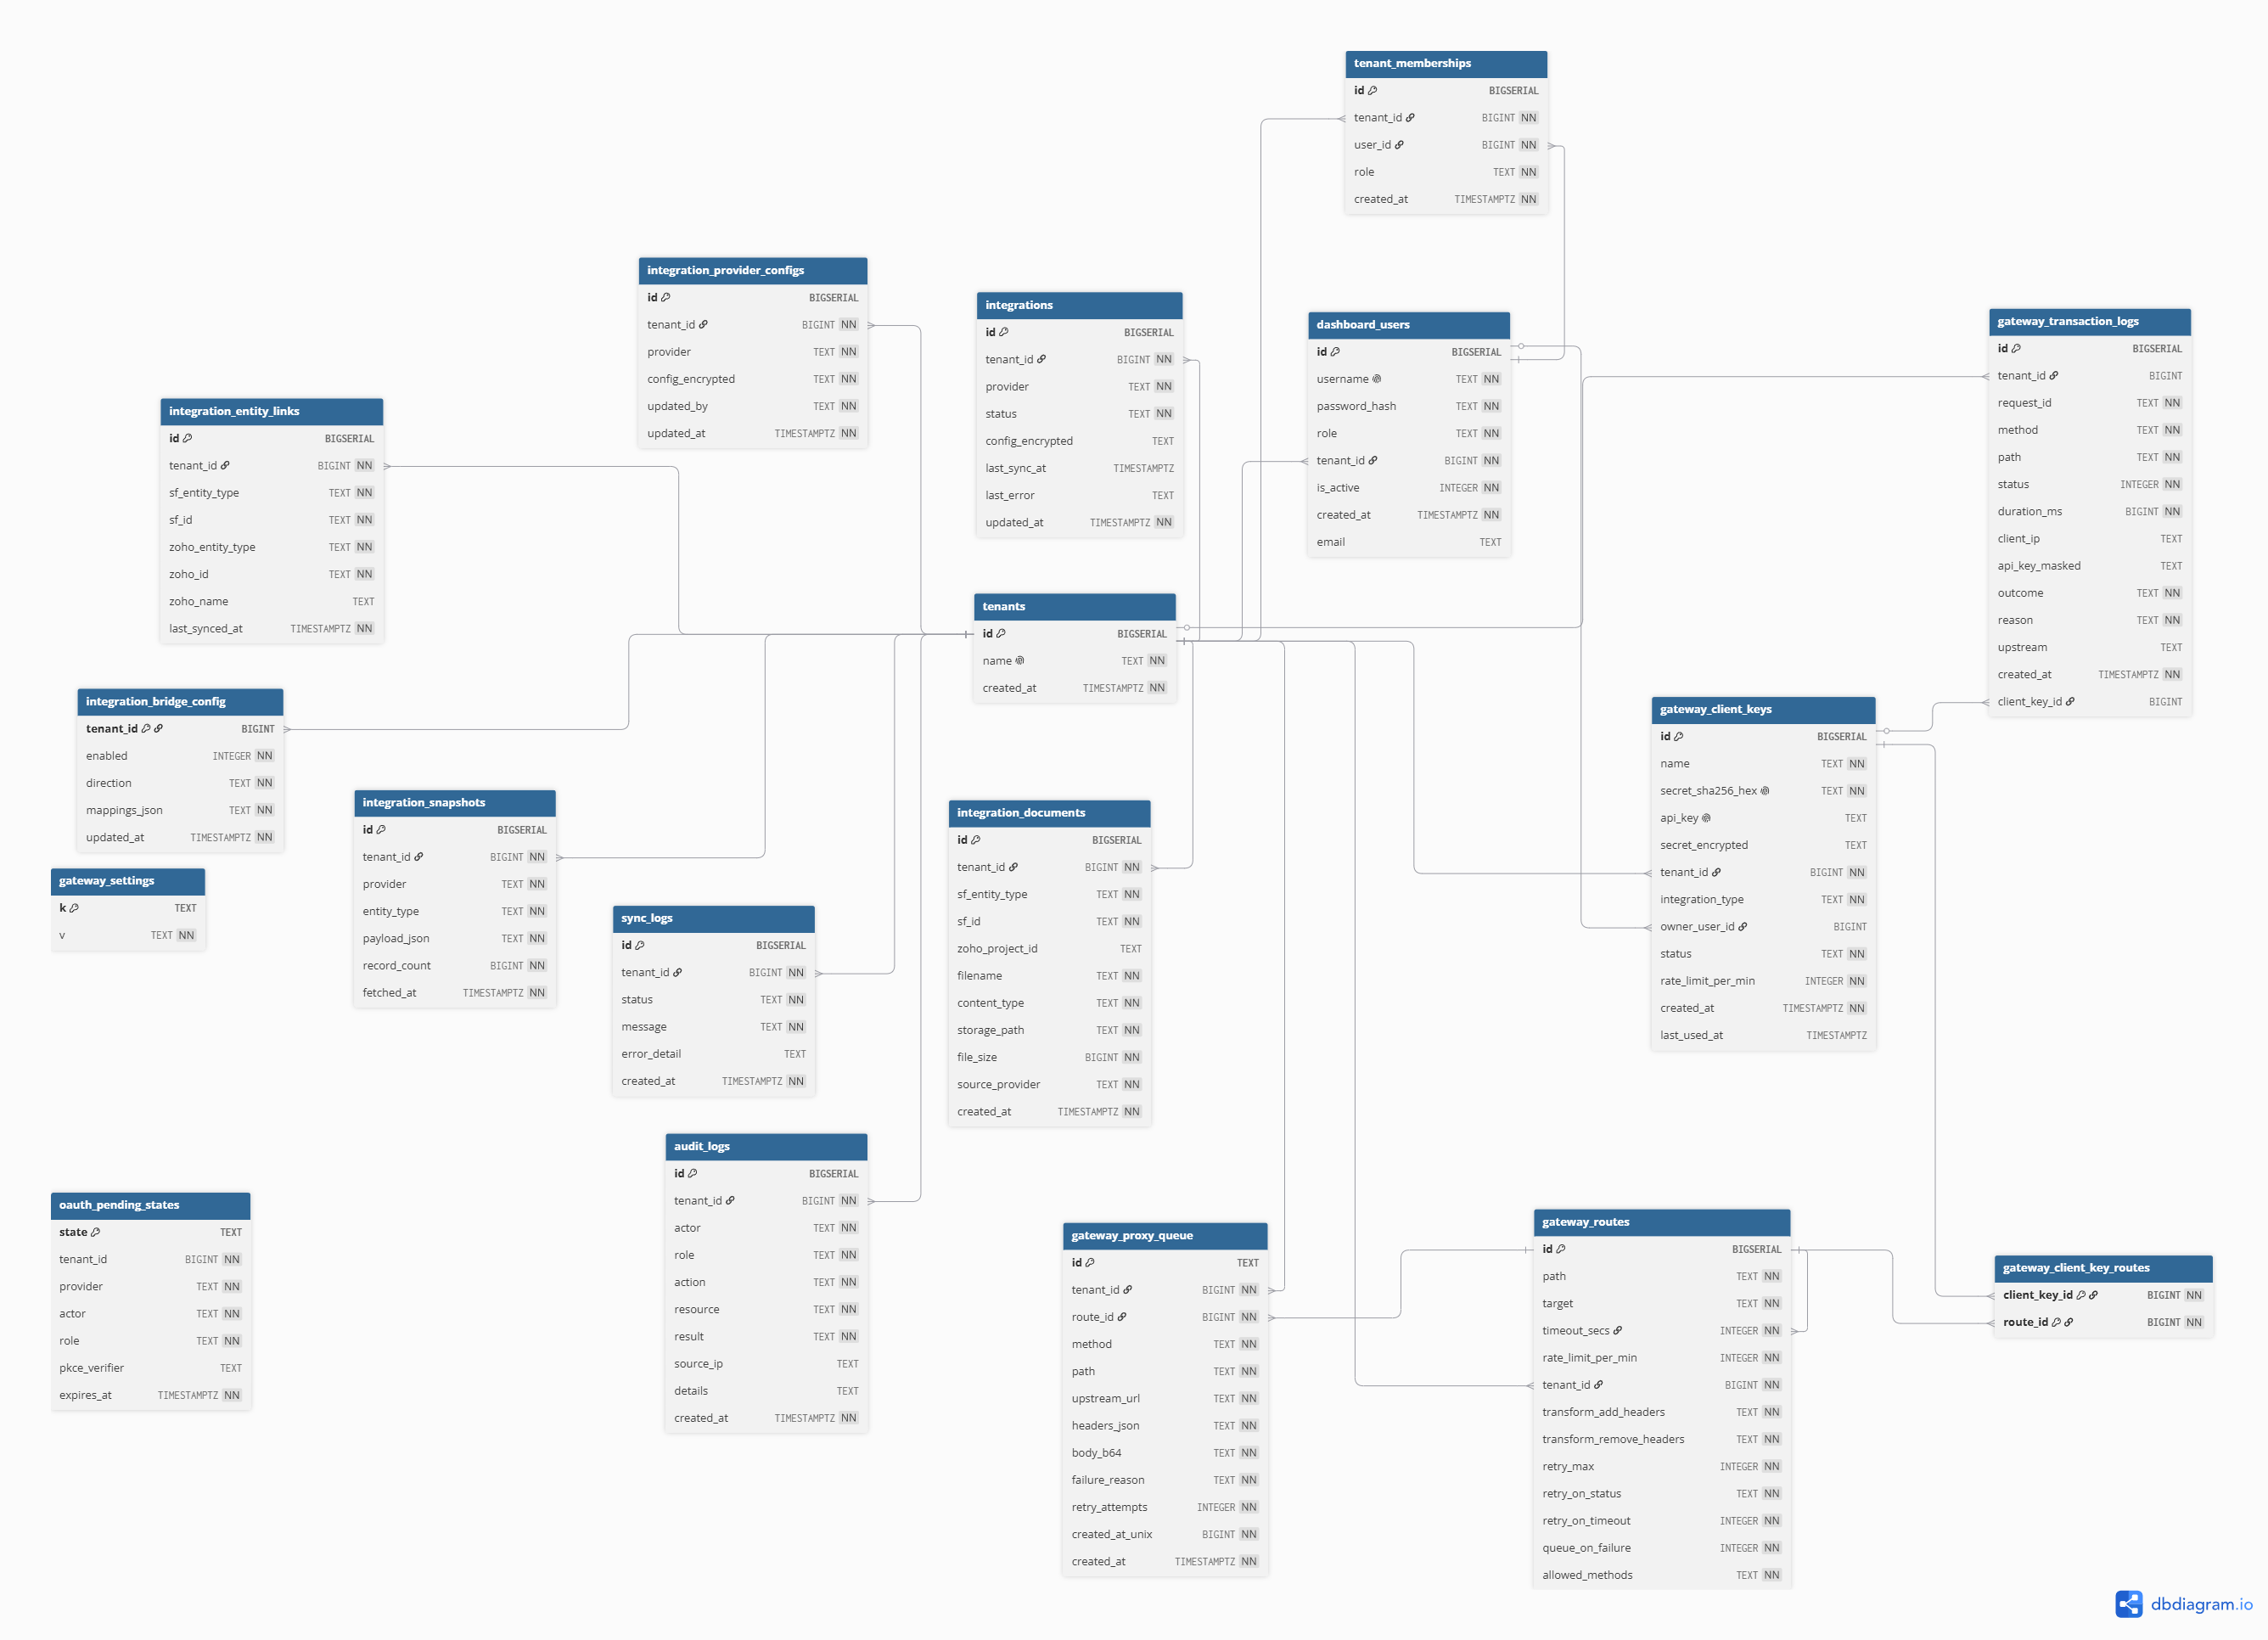 tenant_memberships
id BIGSERIAL
tenant_id BIGINT NN
user_id BIGINT NN
role TEXT NN
created_at TIMESTAMPTZ NN
integration_provider_configs
id BIGSERIAL
tenant_id BIGINT NN
provider TEXT NN
config_encrypted TEXT NN
updated_by TEXT NN
updated_at TIMESTAMPTZ NN
integrations
id BIGSERIAL
tenant_id BIGINT NN
provider TEXT NN
status TEXT NN
config_encrypted TEXT
last_sync_at TIMESTAMPTZ
last_error TEXT
updated_at TIMESTAMPTZ NN
dashboard_users
id BIGSERIAL
username TEXT NN
password_hash TEXT NN
role TEXT NN
tenant_id BIGINT NN
is_active INTEGER NN
created_at TIMESTAMPTZ NN
email TEXT
gateway_transaction_logs
id BIGSERIAL
tenant_id BIGINT
request_id TEXT NN
method TEXT NN
path TEXT NN
status INTEGER NN
duration_ms BIGINT NN
client_ip TEXT
api_key_masked TEXT
outcome TEXT NN
reason TEXT NN
upstream TEXT
created_at TIMESTAMPTZ NN
client_key_id BIGINT
integration_entity_links
id BIGSERIAL
tenant_id BIGINT NN
sf_entity_type TEXT NN
sf_id TEXT NN
zoho_entity_type TEXT NN
zoho_id TEXT NN
zoho_name TEXT
last_synced_at TIMESTAMPTZ NN
tenants
id BIGSERIAL
name TEXT NN
created_at TIMESTAMPTZ NN
integration_bridge_config
tenant_id BIGINT
enabled INTEGER NN
direction TEXT NN
mappings_json TEXT NN
updated_at TIMESTAMPTZ NN
gateway_client_keys
id BIGSERIAL
name TEXT NN
secret_sha256_hex TEXT NN
api_key TEXT
secret_encrypted TEXT
tenant_id BIGINT NN
integration_type TEXT NN
owner_user_id BIGINT
status TEXT NN
rate_limit_per_min INTEGER NN
created_at TIMESTAMPTZ NN
last_used_at TIMESTAMPTZ
integration_snapshots
id BIGSERIAL
tenant_id BIGINT NN
provider TEXT NN
entity_type TEXT NN
payload_json TEXT NN
record_count BIGINT NN
fetched_at TIMESTAMPTZ NN
integration_documents
id BIGSERIAL
tenant_id BIGINT NN
sf_entity_type TEXT NN
sf_id TEXT NN
zoho_project_id TEXT
filename TEXT NN
content_type TEXT NN
storage_path TEXT NN
file_size BIGINT NN
source_provider TEXT NN
created_at TIMESTAMPTZ NN
gateway_settings
k TEXT
v TEXT NN
sync_logs
id BIGSERIAL
tenant_id BIGINT NN
status TEXT NN
message TEXT NN
error_detail TEXT
created_at TIMESTAMPTZ NN
audit_logs
id BIGSERIAL
tenant_id BIGINT NN
actor TEXT NN
role TEXT NN
action TEXT NN
resource TEXT NN
result TEXT NN
source_ip TEXT
details TEXT
created_at TIMESTAMPTZ NN
oauth_pending_states
state TEXT
tenant_id BIGINT NN
provider TEXT NN
actor TEXT NN
role TEXT NN
pkce_verifier TEXT
expires_at TIMESTAMPTZ NN
gateway_proxy_queue
id TEXT
tenant_id BIGINT NN
route_id BIGINT NN
method TEXT NN
path TEXT NN
upstream_url TEXT NN
headers_json TEXT NN
body_b64 TEXT NN
failure_reason TEXT NN
retry_attempts INTEGER NN
created_at_unix BIGINT NN
created_at TIMESTAMPTZ NN
gateway_routes
id BIGSERIAL
path TEXT NN
target TEXT NN
timeout_secs INTEGER NN
rate_limit_per_min INTEGER NN
tenant_id BIGINT NN
transform_add_headers TEXT NN
transform_remove_headers TEXT NN
retry_max INTEGER NN
retry_on_status TEXT NN
retry_on_timeout INTEGER NN
queue_on_failure INTEGER NN
allowed_methods TEXT NN
gateway_client_key_routes
client_key_id BIGINT NN
route_id BIGINT NN
dbdiagram.io